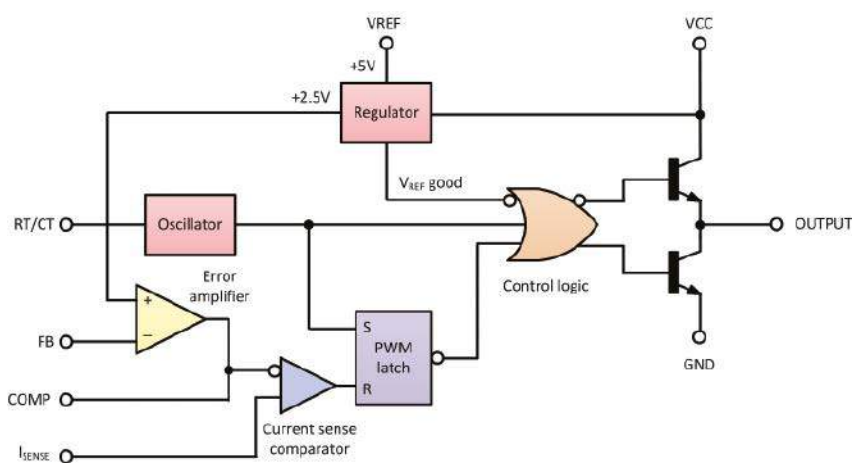 VREF
VCC
+5V
+2.5V
Regulator
VREF good
RT/CT
Oscillator
OUTPUT
Error
amplifier
Control logic
+
−
S
PWM
latch
R
FB
GND
COMP
Current sense
comparator
ISENSE